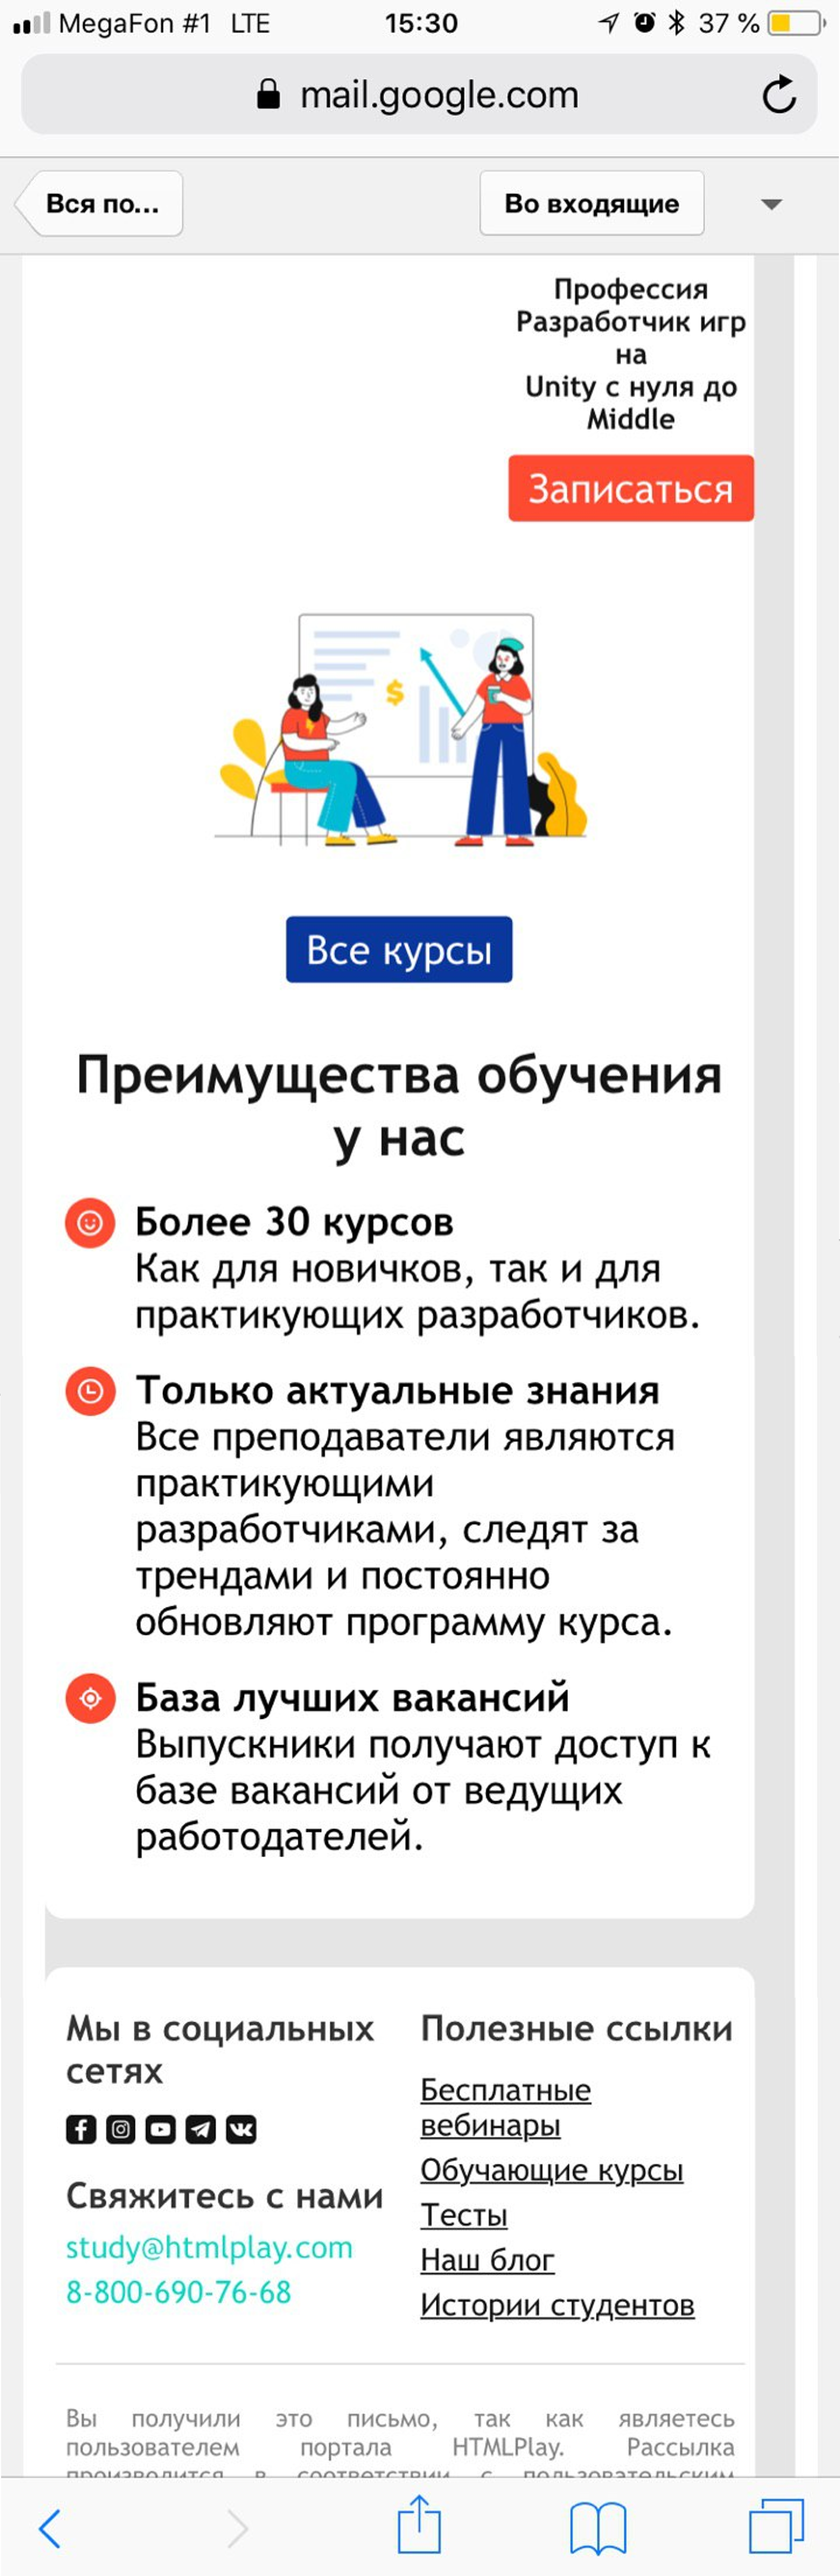 MegaFon #1 LTE 15:30 37 %
mail.google.com
Вся по...
Во входящие
Профессия
Разработчик игр
на
Unity с нуля до
Middle
Записаться
$
Все курсы
Преимущества обучения
у нас
Более 30 курсов
Как для новичков, так и для
практикующих разработчиков.
Только актуальные знания
Все преподаватели являются
практикующими
разработчиками, следят за
трендами и постоянно
обновляют программу курса.
База лучших вакансий
Выпускники получают доступ к
базе вакансий от ведущих
работодателей.
Мы в социальных
сетях
Свяжитесь с нами
study@htmlplay.com
8-800-690-76-68
Полезные ссылки
Бесплатные
вебинары
Обучающие курсы
Тесты
Наш блог
Истории студентов
Вы получили это письмо, так как являетесь
пользователем портала HTMLPlay. Рассылка
производится в соответствии с пользовательским